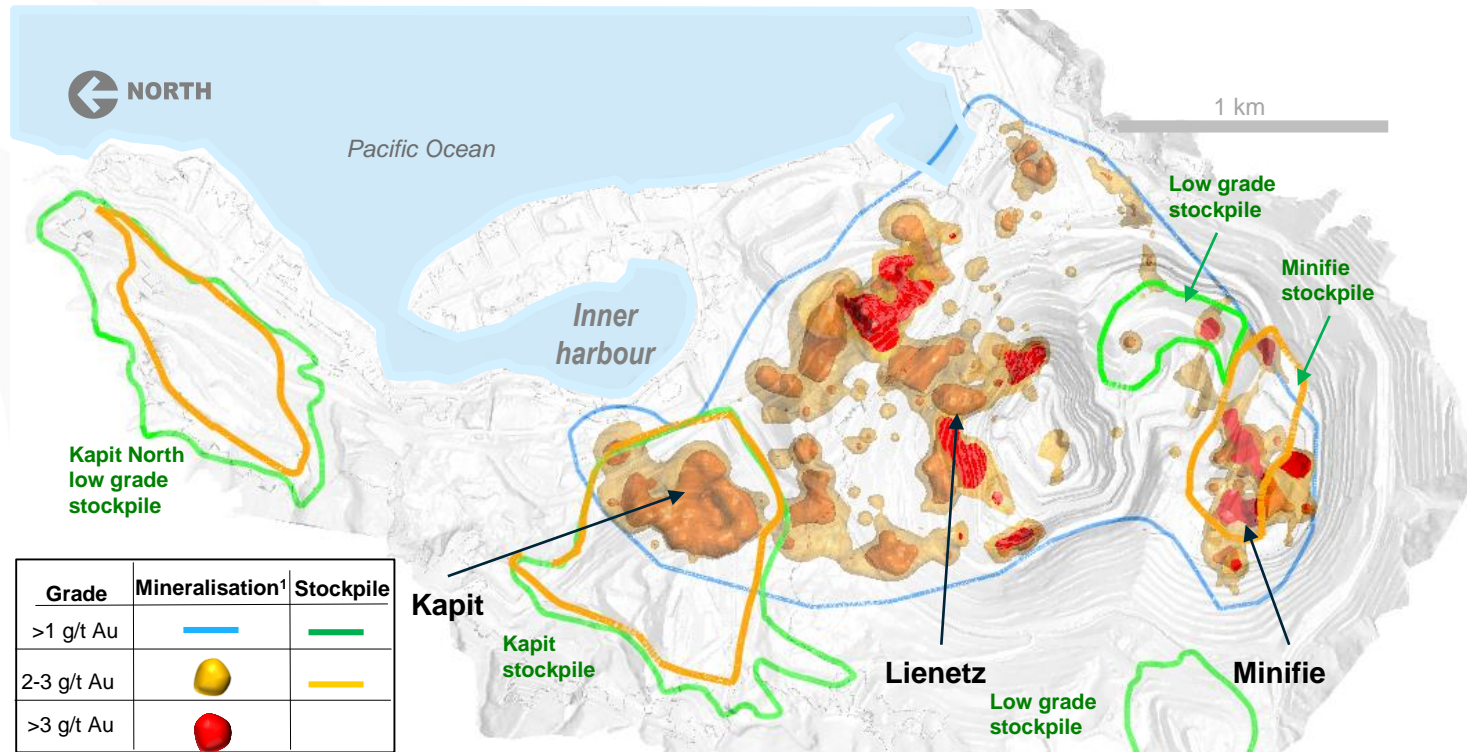 NORTH
Pacific Ocean
1 km
Low grade
stockpile
Minifie
stockpile
Inner
harbour
Kapit North
low grade
stockpile
Kapit
Kapit
stockpile
Lienetz
Minifie
Low grade
stockpile
Grade Mineralisation¹ Stockpile
>1 g/t Au
2-3 g/t Au
>3 g/t Au